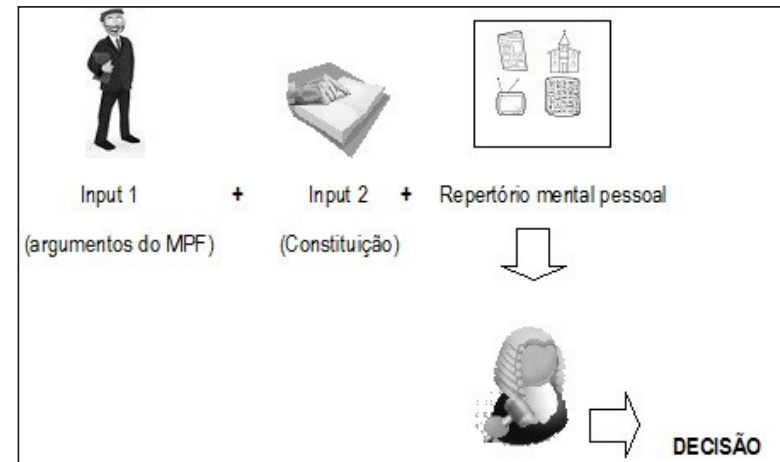 Input 1 + Input 2 + Repertório mental pessoal
(argumentos do MPF) (Constituição)
DECISÃO